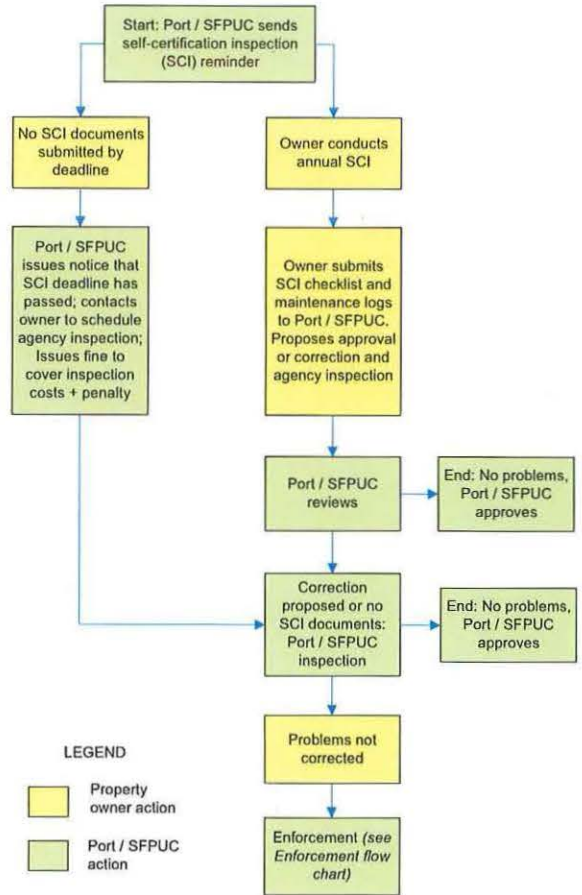 Start: Port / SFPUC sends
self-certification inspection
(SCI) reminder
No SCI documents
submitted by
deadline
Owner conducts
annual SCI
Port / SFPUC
issues notice that
SCI deadline has
passed; contacts
owner to schedule
agency inspection;
Issues fine to
cover inspection
costs + penalty
Owner submits
SCI checklist and
maintenance logs
to Port / SFPUC.
Proposes approval
or correction and
agency inspection
Port / SFPUC
reviews
End: No problems,
Port / SFPUC
approves
Correction
proposed or no
SCI documents:
Port / SFPUC
inspection
End: No problems,
Port / SFPUC
approves
Problems not
corrected
Enforcement (see
Enforcement flow
chart)
LEGEND
Property
owner action
Port / SFPUC
action